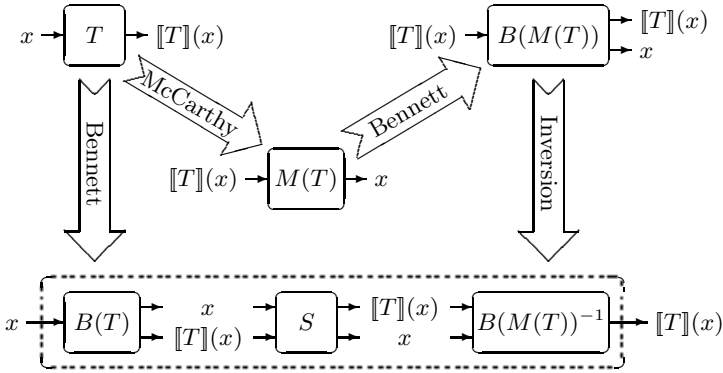 x T ⟦T⟧(x) ⟦T⟧(x) B(M(T)) ⟦T⟧(x)
x
McCarthy Bennett
Bennett Inversion
⟦T⟧(x) M(T) x
x B(T) x S ⟦T⟧(x) B(M(T))⁻¹ ⟦T⟧(x)
⟦T⟧(x) x